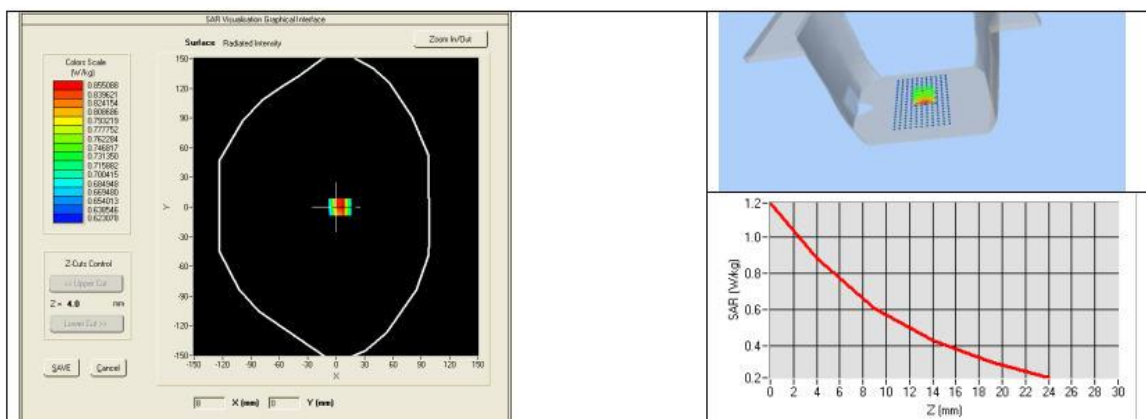 SAR Visualisation Graphical Interface
Surface Radiated Intensity
Zoom In/Out
Colors Scale
(W/kg)
0.855088
0.839621
0.824154
0.808686
0.793219
0.777752
0.762284
0.746817
0.731350
0.715882
0.700415
0.684948
0.669480
0.654013
0.638546
0.623078
Z-Cuts Control
<< Upper Cut
Z = 4.0 mm
Lower Cut >>
SAVE Cancel
150
120
90
60
30
0
-30
-60
-90
-120
-150
Y
-150 -120 -90 -60 -30 0 30 60 90 120 150
X
0 X (mm) 0 Y (mm)
1.2
1.0
0.8
0.6
0.4
0.2
SAR (W/kg)
0 2 4 6 8 10 12 14 16 18 20 22 24 26 28 30
Z (mm)